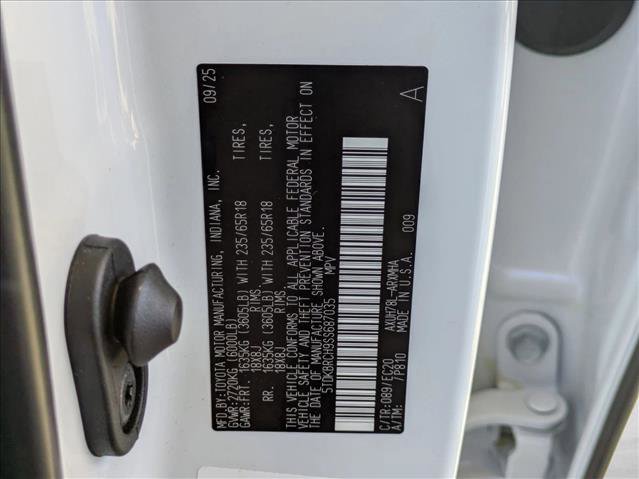 MFD.BY:TOYOTA MOTOR MANUFACTURING, INDIANA, INC. 09/25
GVWR:2720KG (6000LB)
GAWR:FRT. 1635KG (3605LB) WITH 235/65R18 TIRES,
18X8J RIMS
RR. 1635KG (3605LB) WITH 235/65R18 TIRES,
18X8J RIMS
THIS VEHICLE CONFORMS TO ALL APPLICABLE FEDERAL MOTOR
VEHICLE SAFETY AND THEFT PREVENTION STANDARDS IN EFFECT ON
THE DATE OF MANUFACTURE SHOWN ABOVE.
5TDKBRCH9SS687035 MPV
C/TR:089/EC20 AXUH78L-ARXMHA
A/TM: /P810 MADE IN U.S.A. 009 A